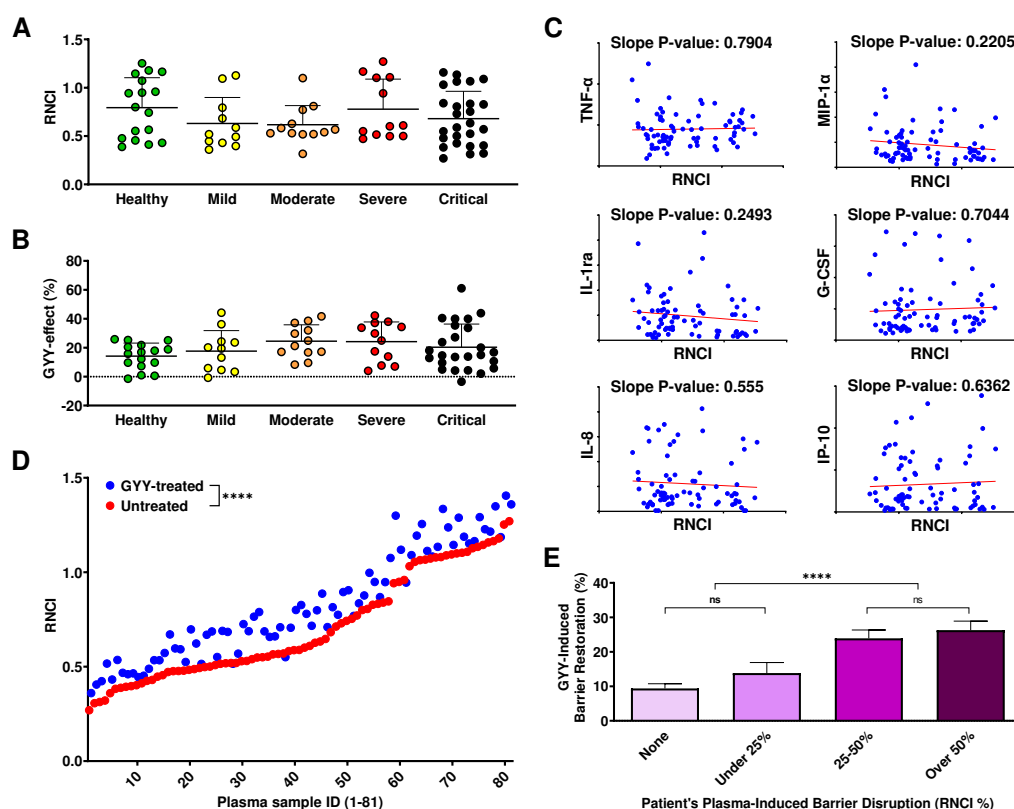 A
1.5
1.0
0.5
0.0
RNCI
Healthy Mild Moderate Severe Critical
B
80
60
40
20
0
-20
GYY-effect (%)
Healthy Mild Moderate Severe Critical
C
Slope P-value: 0.7904
TNF-α
RNCI
Slope P-value: 0.2205
MIP-1α
RNCI
Slope P-value: 0.2493
IL-1ra
RNCI
Slope P-value: 0.7044
G-CSF
RNCI
Slope P-value: 0.555
IL-8
RNCI
Slope P-value: 0.6362
IP-10
RNCI
D
1.5
1.0
0.5
0.0
RNCI
GYY-treated
Untreated
****
10 20 30 40 50 60 70 80
Plasma sample ID (1-81)
E
40
30
20
10
0
GYY-Induced
Barrier Restoration (%)
****
ns
ns
None
Under 25%
25-50%
Over 50%
Patient's Plasma-Induced Barrier Disruption (RNCI %)